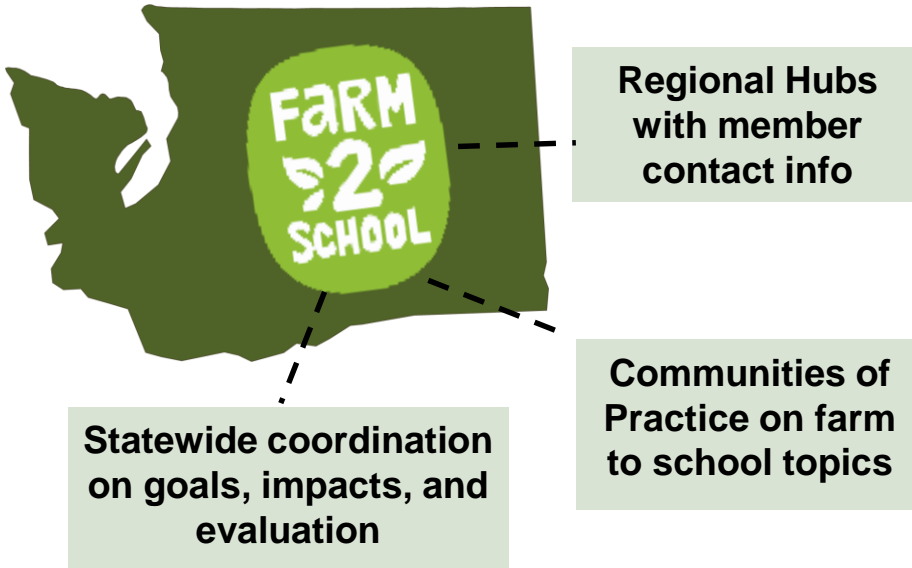 FaRM
2
SCHOOL
Regional Hubs
with member
contact info
Communities of
Practice on farm
to school topics
Statewide coordination
on goals, impacts, and
evaluation